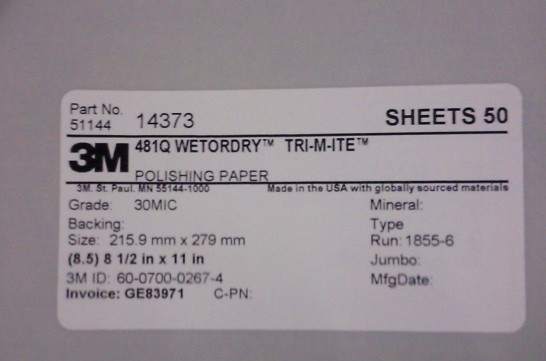 Part No.
51144 14373 SHEETS 50
3M 481Q WETORDRY™ TRI-M-ITE™
POLISHING PAPER
3M. St. Paul. MN 55144-1000 Made in the USA with globally sourced materials
Grade: 30MIC Mineral:
Backing: Type
Size: 215.9 mm x 279 mm Run: 1855-6
(8.5) 8 1/2 in x 11 in Jumbo:
3M ID: 60-0700-0267-4 MfgDate:
Invoice: GE83971 C-PN: